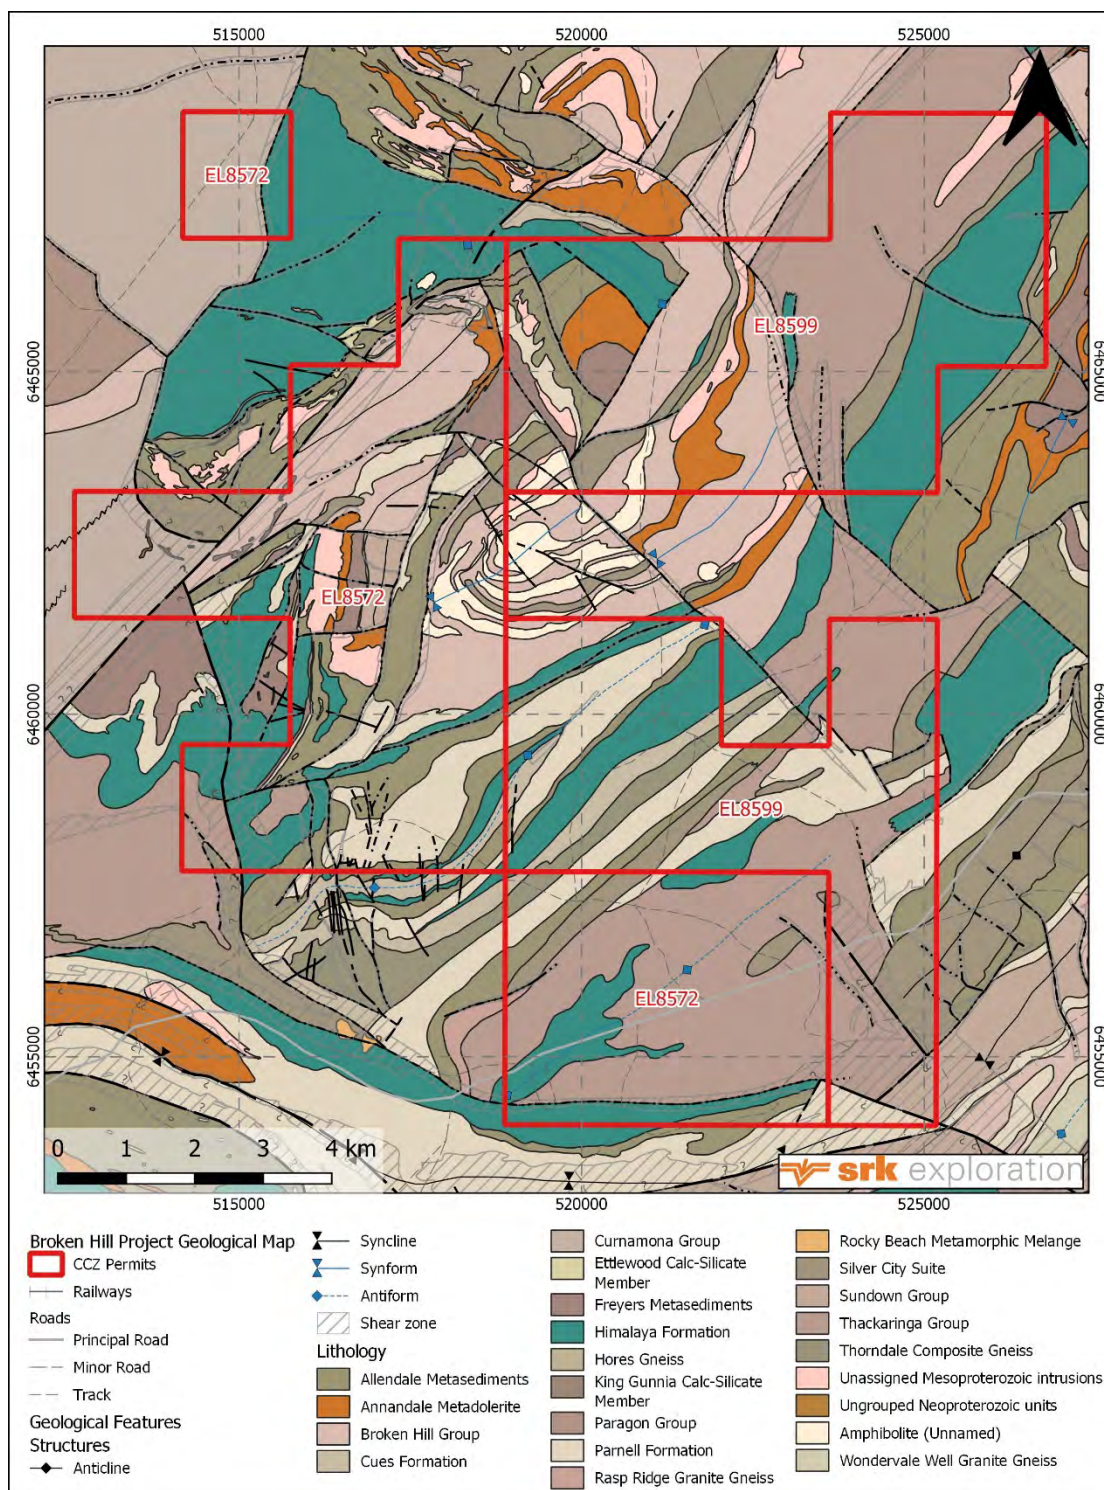 515000
520000
525000
EL8572
EL8599
6465000
6465000
EL8572
6460000
6460000
EL8599
EL8572
6455000
6455000
0 1 2 3 4 km
srk exploration
515000
520000
525000
Broken Hill Project Geological Map
CCZ Permits
Railways
Roads
Principal Road
Minor Road
Track
Geological Features
Structures
Anticline
Syncline
Synform
Antiform
Shear zone
Lithology
Allendale Metasediments
Annandale Metadolerite
Broken Hill Group
Cues Formation
Curnamona Group
Ettlewood Calc-Silicate
Member
Freyers Metasediments
Himalaya Formation
Hores Gneiss
King Gunnia Calc-Silicate
Member
Paragon Group
Parnell Formation
Rasp Ridge Granite Gneiss
Rocky Beach Metamorphic Melange
Silver City Suite
Sundown Group
Thackaringa Group
Thorndale Composite Gneiss
Unassigned Mesoproterozoic intrusions
Ungrouped Neoproterozoic units
Amphibolite (Unnamed)
Wondervale Well Granite Gneiss